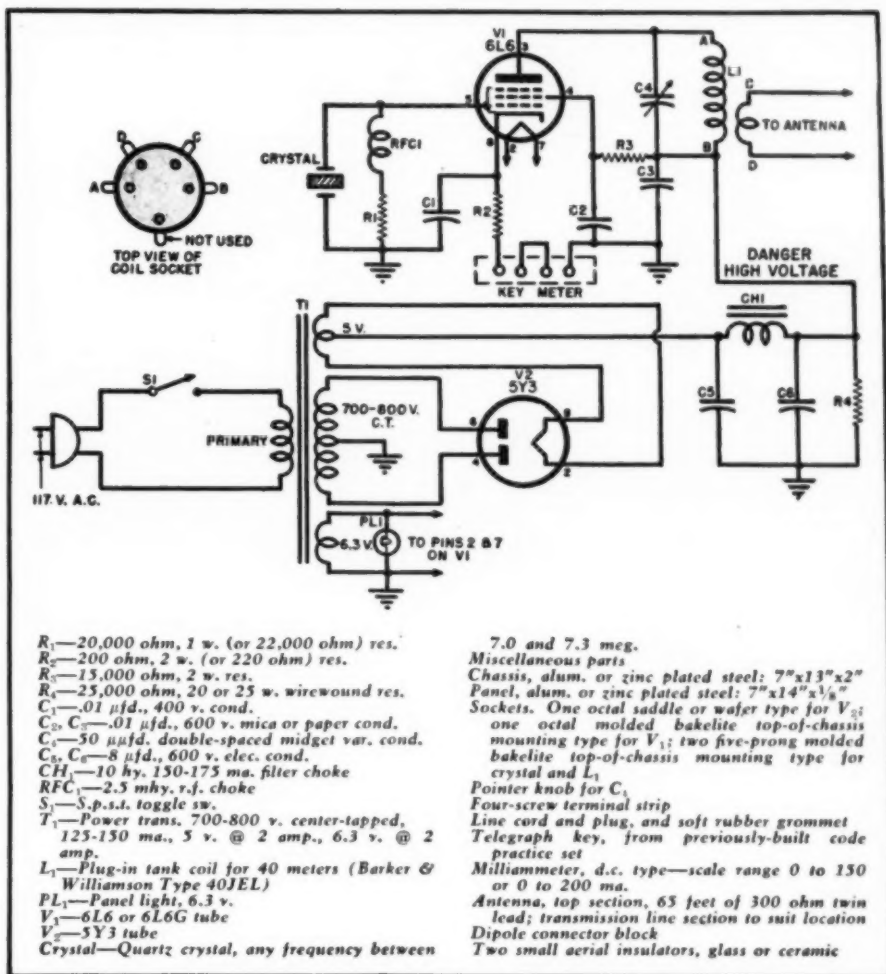 V1
6L6
3
5
4
8
2
7
A
L1
C
C4
TO ANTENNA
B
D
RFC1
R3
CRYSTAL
C3
C1
R2
C2
R1
D
C
A
B
NOT USED
TOP VIEW OF
COIL SOCKET
KEY METER
DANGER
HIGH VOLTAGE
T1
CH1
5 V.
V2
5Y3
S1
C5
C6
R4
700-800 V.
C.T.
6
4
2
PRIMARY
117. V. A.C.
PL1
6.3 V.
TO PINS 2 & 7
ON V1
R₁—20,000 ohm, 1 w. (or 22,000 ohm) res.
R₂—200 ohm, 2 w. (or 220 ohm) res.
R₃—15,000 ohm, 2 w. res.
R₄—25,000 ohm, 20 or 25 w. wirewound res.
C₁—.01 μfd., 400 v. cond.
C₂, C₃—.01 μfd., 600 v. mica or paper cond.
C₄—50 μμfd. double-spaced midget var. cond.
C₅, C₆—8 μfd., 600 v. elec. cond.
CH₁—10 hy. 150-175 ma. filter choke
RFC₁—2.5 mhy. r.f. choke
S₁—S.p.s.t. toggle sw.
T₁—Power trans. 700-800 v. center-tapped,
125-150 ma., 5 v. @ 2 amp., 6.3 v. @ 2
amp.
L₁—Plug-in tank coil for 40 meters (Barker &
Williamson Type 40JEL)
PL₁—Panel light, 6.3 v.
V₁—6L6 or 6L6G tube
V₂—5Y3 tube
Crystal—Quartz crystal, any frequency between
7.0 and 7.3 meg.
Miscellaneous parts
Chassis, alum. or zinc plated steel: 7"x13"x2"
Panel, alum. or zinc plated steel: 7"x14"x⅛"
Sockets. One octal saddle or wafer type for V₂;
one octal molded bakelite top-of-chassis
mounting type for V₁; two five-prong molded
bakelite top-of-chassis mounting type for
crystal and L₁
Pointer knob for
Four-screw terminal strip
Line cord and plug, and soft rubber grommet
Telegraph key, from previously-built code
practice set
Milliammeter, d.c. type—scale range 0 to 150
or 0 to 200 ma.
Antenna, top section, 65 feet of 300 ohm twin
lead; transmission line section to suit location
Dipole connector block
Two small aerial insulators, glass or ceramic